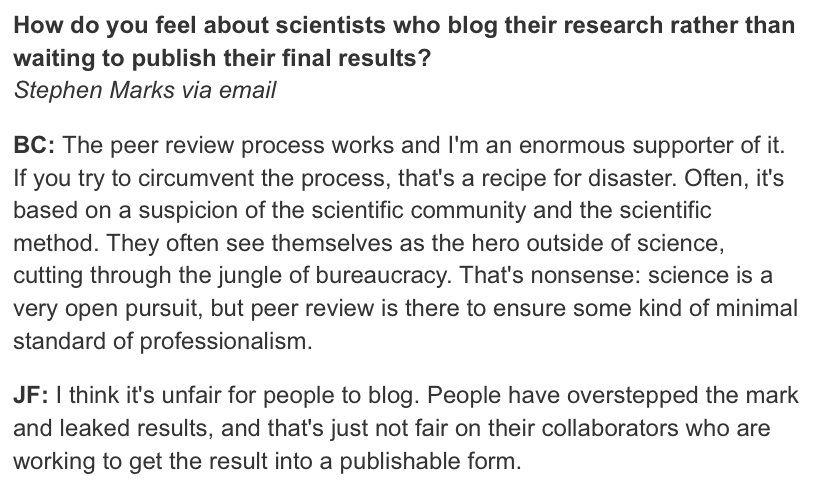 How do you feel about scientists who blog their research rather than
waiting to publish their final results?
Stephen Marks via email
BC: The peer review process works and I'm an enormous supporter of it.
If you try to circumvent the process, that's a recipe for disaster. Often, it's
based on a suspicion of the scientific community and the scientific
method. They often see themselves as the hero outside of science,
cutting through the jungle of bureaucracy. That's nonsense: science is a
very open pursuit, but peer review is there to ensure some kind of minimal
standard of professionalism.
JF: I think it's unfair for people to blog. People have overstepped the mark
and leaked results, and that's just not fair on their collaborators who are
working to get the result into a publishable form.